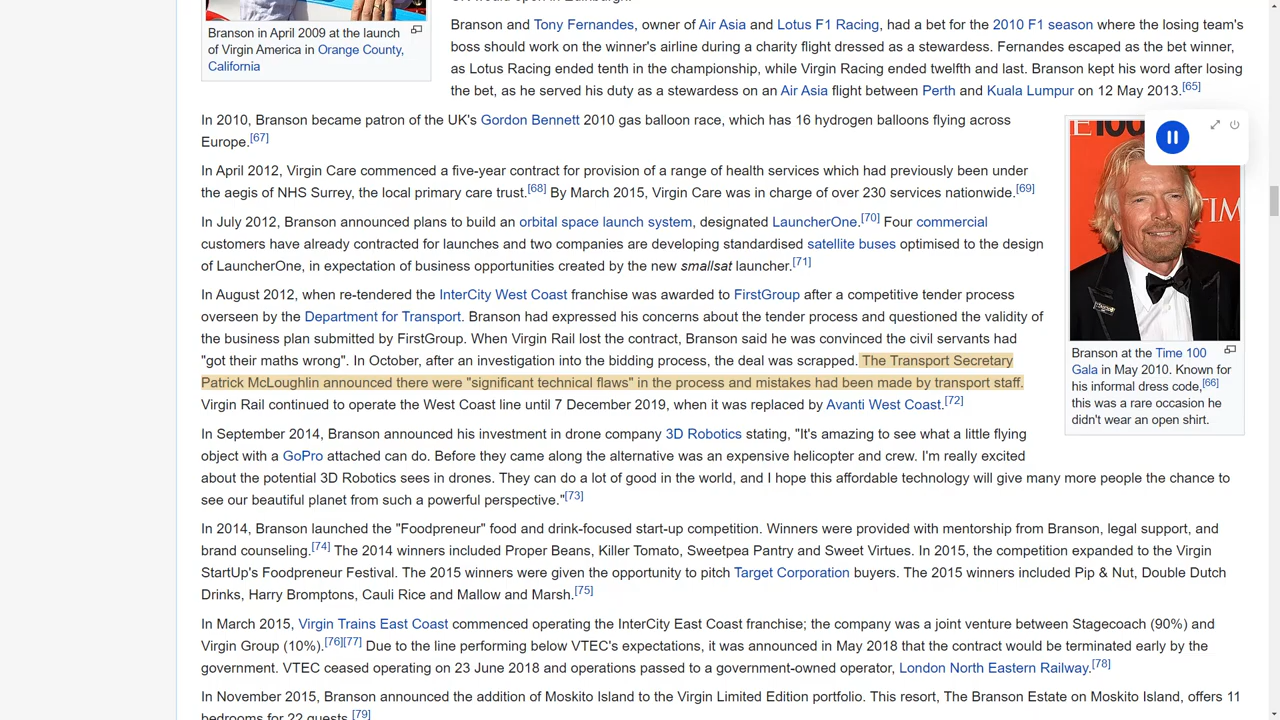 Branson in April 2009 at the launch
of Virgin America in Orange County,
California
Branson and Tony Fernandes, owner of Air Asia and Lotus F1 Racing, had a bet for the 2010 F1 season where the losing team's
boss should work on the winner's airline during a charity flight dressed as a stewardess. Fernandes escaped as the bet winner,
as Lotus Racing ended tenth in the championship, while Virgin Racing ended twelfth and last. Branson kept his word after losing
the bet, as he served his duty as a stewardess on an Air Asia flight between Perth and Kuala Lumpur on 12 May 2013.[65]
In 2010, Branson became patron of the UK's Gordon Bennett 2010 gas balloon race, which has 16 hydrogen balloons flying across
Europe.[67]
In April 2012, Virgin Care commenced a five-year contract for provision of a range of health services which had previously been under
the aegis of NHS Surrey, the local primary care trust.[68] By March 2015, Virgin Care was in charge of over 230 services nationwide.[69]
In July 2012, Branson announced plans to build an orbital space launch system, designated LauncherOne.[70] Four commercial
customers have already contracted for launches and two companies are developing standardised satellite buses optimised to the design
of LauncherOne, in expectation of business opportunities created by the new smallsat launcher.[71]
In August 2012, when re-tendered the InterCity West Coast franchise was awarded to FirstGroup after a competitive tender process
overseen by the Department for Transport. Branson had expressed his concerns about the tender process and questioned the validity of
the business plan submitted by FirstGroup. When Virgin Rail lost the contract, Branson said he was convinced the civil servants had
"got their maths wrong". In October, after an investigation into the bidding process, the deal was scrapped. The Transport Secretary
Patrick McLoughlin announced there were "significant technical flaws" in the process and mistakes had been made by transport staff.
Virgin Rail continued to operate the West Coast line until 7 December 2019, when it was replaced by Avanti West Coast.[72]
E100
TIM
Branson at the Time 100
Gala in May 2010. Known for
his informal dress code,[66]
this was a rare occasion he
didn't wear an open shirt.
In September 2014, Branson announced his investment in drone company 3D Robotics stating, "It's amazing to see what a little flying
object with a GoPro attached can do. Before they came along the alternative was an expensive helicopter and crew. I'm really excited
about the potential 3D Robotics sees in drones. They can do a lot of good in the world, and I hope this affordable technology will give many more people the chance to
see our beautiful planet from such a powerful perspective."[73]
In 2014, Branson launched the "Foodpreneur" food and drink-focused start-up competition. Winners were provided with mentorship from Branson, legal support, and
brand counseling.[74] The 2014 winners included Proper Beans, Killer Tomato, Sweetpea Pantry and Sweet Virtues. In 2015, the competition expanded to the Virgin
StartUp's Foodpreneur Festival. The 2015 winners were given the opportunity to pitch Target Corporation buyers. The 2015 winners included Pip & Nut, Double Dutch
Drinks, Harry Bromptons, Cauli Rice and Mallow and Marsh.[75]
In March 2015, Virgin Trains East Coast commenced operating the InterCity East Coast franchise; the company was a joint venture between Stagecoach (90%) and
Virgin Group (10%).[76][77] Due to the line performing below VTEC's expectations, it was announced in May 2018 that the contract would be terminated early by the
government. VTEC ceased operating on 23 June 2018 and operations passed to a government-owned operator, London North Eastern Railway.[78]
In November 2015, Branson announced the addition of Moskito Island to the Virgin Limited Edition portfolio. This resort, The Branson Estate on Moskito Island, offers 11
bedrooms for 22 guests.[79]